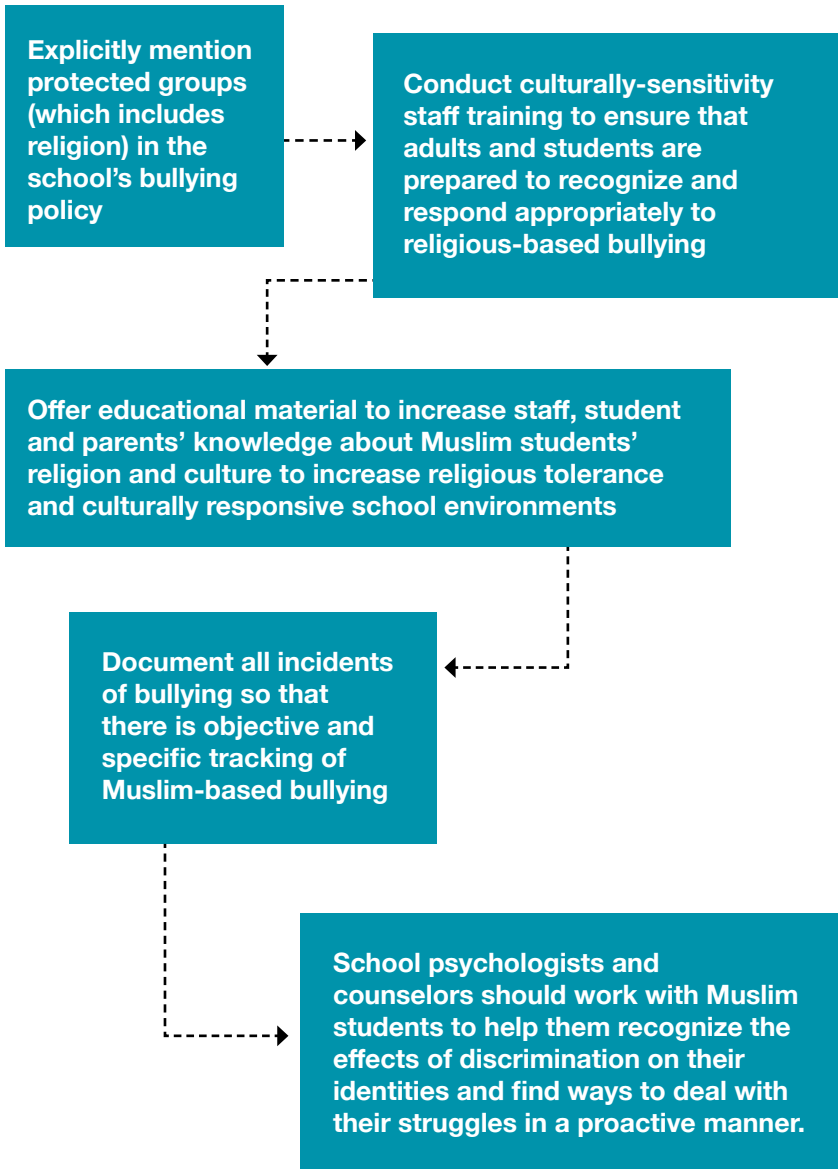 Explicitly mention
protected groups
(which includes
religion) in the
school’s bullying
policy
Conduct culturally-sensitivity
staff training to ensure that
adults and students are
prepared to recognize and
respond appropriately to
religious-based bullying
Offer educational material to increase staff, student
and parents’ knowledge about Muslim students’
religion and culture to increase religious tolerance
and culturally responsive school environments
Document all incidents
of bullying so that
there is objective and
specific tracking of
Muslim-based bullying
School psychologists and
counselors should work with Muslim
students to help them recognize the
effects of discrimination on their
identities and find ways to deal with
their struggles in a proactive manner.